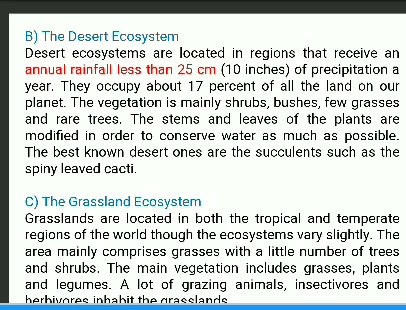 B) The Desert Ecosystem
Desert ecosystems are located in regions that receive an
annual rainfall less than 25 cm (10 inches) of precipitation a
year. They occupy about 17 percent of all the land on our
planet. The vegetation is mainly shrubs, bushes, few grasses
and rare trees. The stems and leaves of the plants are
modified in order to conserve water as much as possible.
The best known desert ones are the succulents such as the
spiny leaved cacti.
C) The Grassland Ecosystem
Grasslands are located in both the tropical and temperate
regions of the world though the ecosystems vary slightly. The
area mainly comprises grasses with a little number of trees
and shrubs. The main vegetation includes grasses, plants
and legumes. A lot of grazing animals, insectivores and
herbivores inhabit the grasslands.